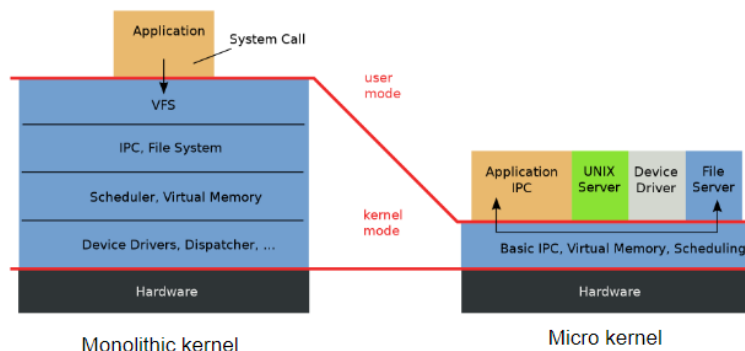 Application
System Call
VFS
IPC, File System
Scheduler, Virtual Memory
Device Drivers, Dispatcher, ...
Hardware
Monolithic kernel
user
mode
kernel
mode
Application
IPC
UNIX
Server
Device
Driver
File
Server
Basic IPC, Virtual Memory, Scheduling
Hardware
Micro kernel